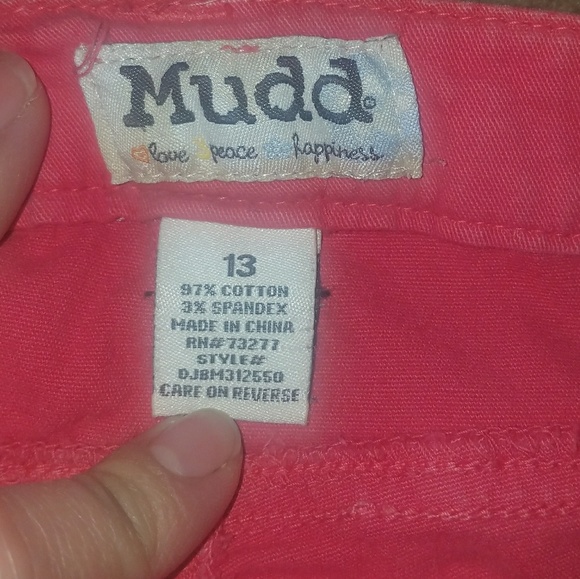 Mudd©
love peace happiness
13
97% COTTON
3% SPANDEX
MADE IN CHINA
RN#73277
STYLE#
DJBM312550
CARE ON REVERSE